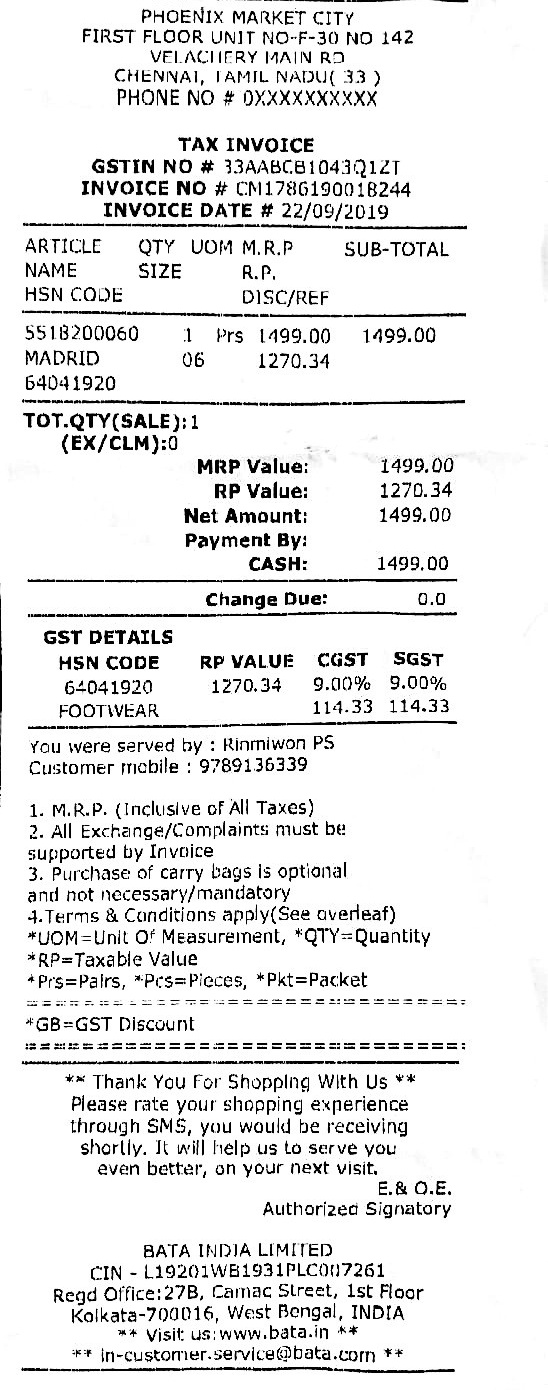 PHOENIX MARKET CITY
FIRST FLOOR UNIT NO-F-30 NO 142
VELACHERY MAIN RD
CHENNAI, TAMIL NADU( 33 )
PHONE NO # 0XXXXXXXXXX
TAX INVOICE
GSTIN NO # 33AABCB1043Q1ZT
INVOICE NO # CM1786190018244
INVOICE DATE # 22/09/2019
ARTICLE QTY UOM M.R.P SUB-TOTAL
NAME SIZE R.P.
HSN CODE DISC/REF
5518200060 1 Prs 1499.00 1499.00
MADRID 06 1270.34
64041920
TOT.QTY(SALE):1
(EX/CLM):0
MRP Value: 1499.00
RP Value: 1270.34
Net Amount: 1499.00
Payment By:
CASH: 1499.00
Change Due: 0.0
GST DETAILS
HSN CODE RP VALUE CGST SGST
64041920 1270.34 9.00% 9.00%
FOOTWEAR 114.33 114.33
You were served by : Rinmiwon PS
Customer mobile : 9789136339
1. M.R.P. (Inclusive of All Taxes)
2. All Exchange/Complaints must be
supported by Invoice
3. Purchase of carry bags is optional
and not necessary/mandatory
4.Terms & Conditions apply(See overleaf)
*UOM=Unit Of Measurement, *QTY=Quantity
*RP=Taxable Value
*Prs=Pairs, *Pcs=Pieces, *Pkt=Packet
*GB=GST Discount
** Thank You For Shopping With Us **
Please rate your shopping experience
through SMS, you would be receiving
shortly. It will help us to serve you
even better, on your next visit.
E.& O.E.
Authorized Signatory
BATA INDIA LIMITED
CIN - L19201WB1931PLC007261
Regd Office:27B, Camac Street, 1st Floor
Kolkata-700016, West Bengal, INDIA
** Visit us:www.bata.in **
** in-customer.service@bata.com **